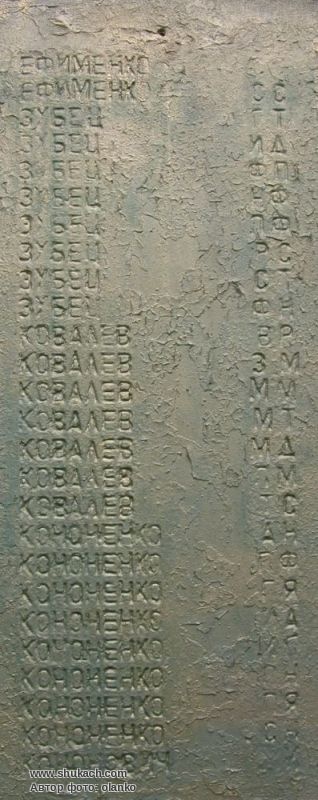 ЕФИМЕНКО
ЕФИМЕНКО С С
ЗУБЕЦ Г Т
ЗУБЕЦ И Д
ЗУБЕЦ Ф П
ЗУБЕЦ Ф
ЗУБЕЦ П Ф
ЗУБЕЦ Р С
ЗУБЕЦ С Т
ЗУБЕЦ Ф Н
КОВАЛЕВ В Р
КОВАЛЕВ З М
КОВАЛЕВ М М
КОВАЛЕВ М Т
КОВАЛЕВ М Д
КОВАЛЕВ М
КОВАЛЕВ Т С
КОНОНЕНКО А Н
КОНОНЕНКО Ф
КОНОНЕНКО Г Я
КОНОНЕНКО А
КОНОНЕНКО И Г
КОНОНЕНКО Н
КОНОНЕНКО Я
КОНОНЕНКО С
www.shukach.com
Автор фото: olanko